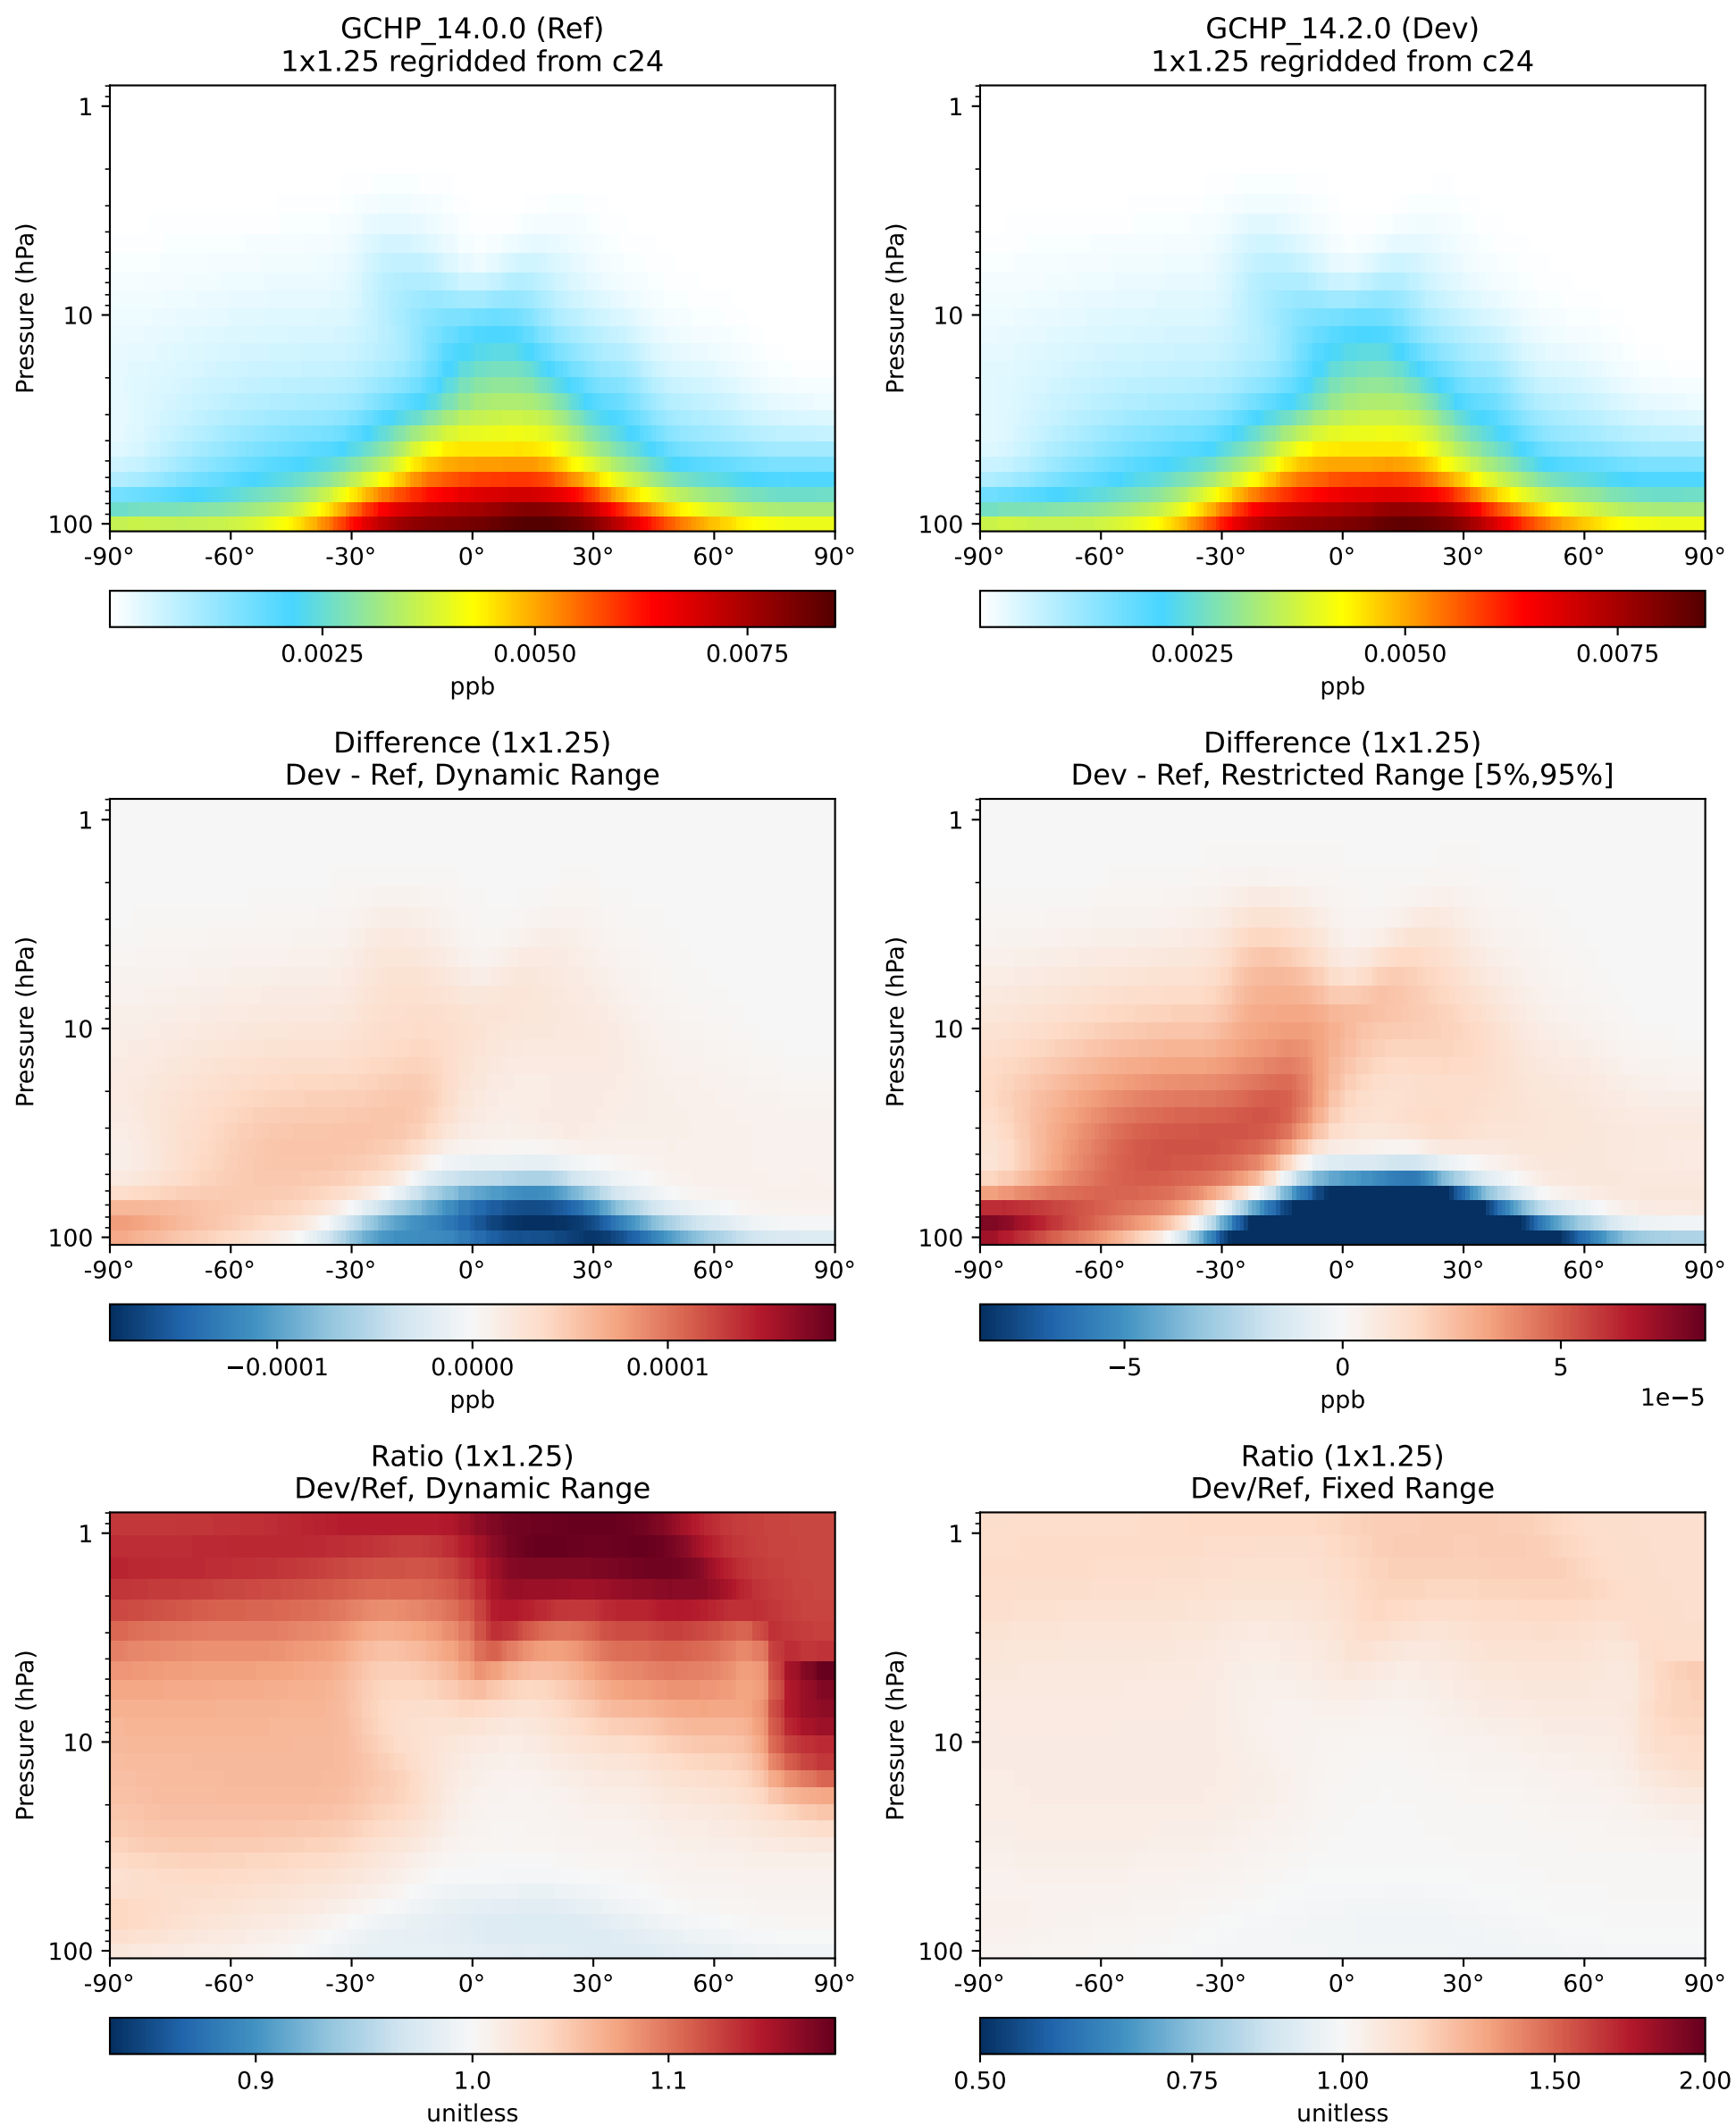 GCHP_14.0.0 (Ref)
1x1.25 regridded from c24
Pressure (hPa)
1
10
100
-90° -60° -30° 0° 30° 60° 90°
0.0025 0.0050 0.0075
ppb
GCHP_14.2.0 (Dev)
1x1.25 regridded from c24
Pressure (hPa)
1
10
100
-90° -60° -30° 0° 30° 60° 90°
0.0025 0.0050 0.0075
ppb
Difference (1x1.25)
Dev - Ref, Dynamic Range
Pressure (hPa)
1
10
100
-90° -60° -30° 0° 30° 60° 90°
−0.0001 0.0000 0.0001
ppb
Difference (1x1.25)
Dev - Ref, Restricted Range [5%,95%]
Pressure (hPa)
1
10
100
-90° -60° -30° 0° 30° 60° 90°
−5 0 5
ppb 1e−5
Ratio (1x1.25)
Dev/Ref, Dynamic Range
Pressure (hPa)
1
10
100
-90° -60° -30° 0° 30° 60° 90°
0.9 1.0 1.1
unitless
Ratio (1x1.25)
Dev/Ref, Fixed Range
Pressure (hPa)
1
10
100
-90° -60° -30° 0° 30° 60° 90°
0.50 0.75 1.00 1.50 2.00
unitless